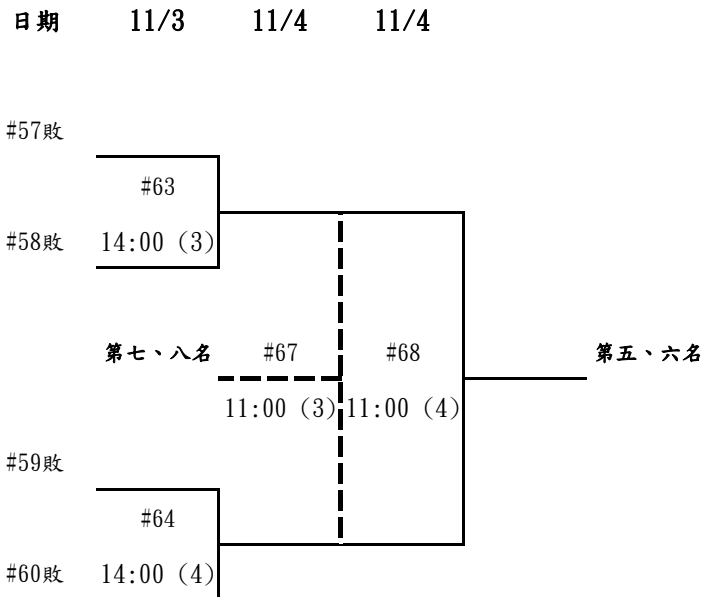 日期 11/3 11/4 11/4
#57敗
#63
#58敗 14:00 (3)
第七、八名 #67 #68 第五、六名
11:00 (3) 11:00 (4)
#59敗
#64
#60敗 14:00 (4)